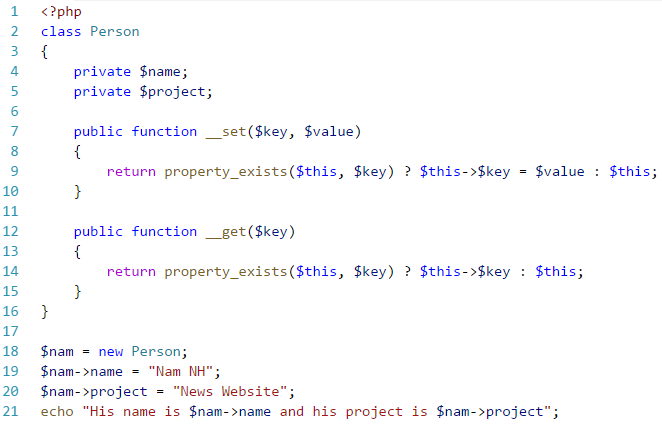 1 <?php
2 class Person
3 {
4     private $name;
5     private $project;
6
7     public function __set($key, $value)
8     {
9         return property_exists($this, $key) ? $this->$key = $value : $this;
10     }
11
12     public function __get($key)
13     {
14         return property_exists($this, $key) ? $this->$key : $this;
15     }
16 }
17
18 $nam = new Person;
19 $nam->name = "Nam NH";
20 $nam->project = "News Website";
21 echo "His name is $nam->name and his project is $nam->project";